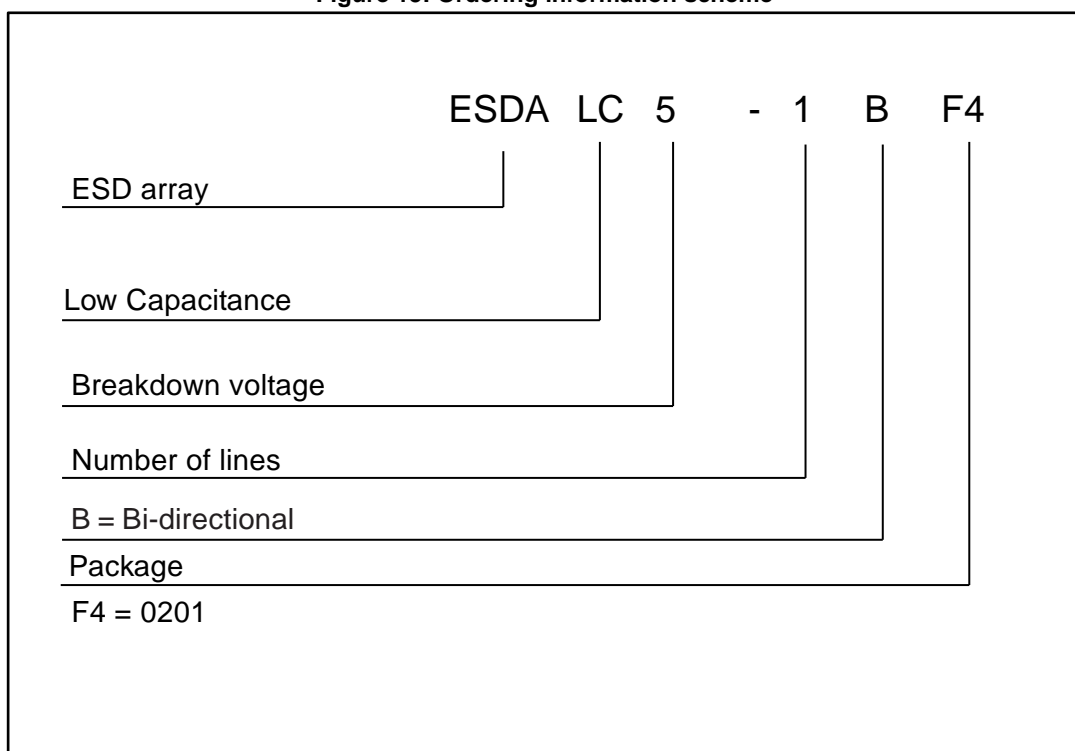 ESDA LC 5 - 1 B F4
ESD array
Low Capacitance
Breakdown voltage
Number of lines
B = Bi-directional
Package
F4 = 0201